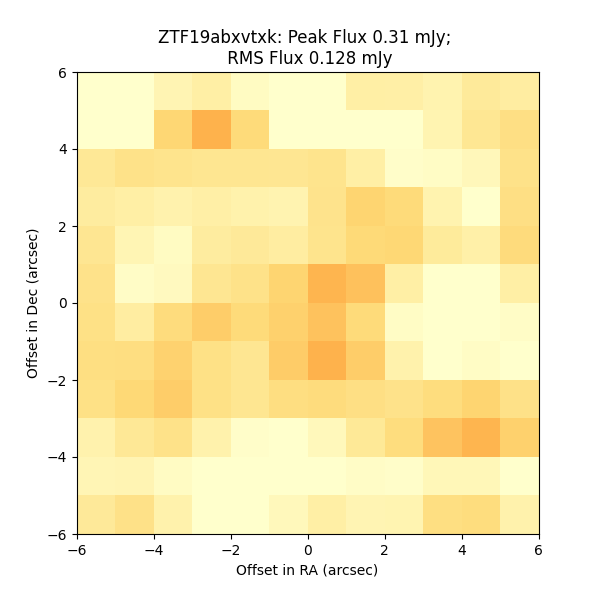 ZTF19abxvtxk: Peak Flux 0.31 mJy;
RMS Flux 0.128 mJy
6
4
2
0
−2
−4
−6
Offset in Dec (arcsec)
−6 −4 −2 0 2 4 6
Offset in RA (arcsec)